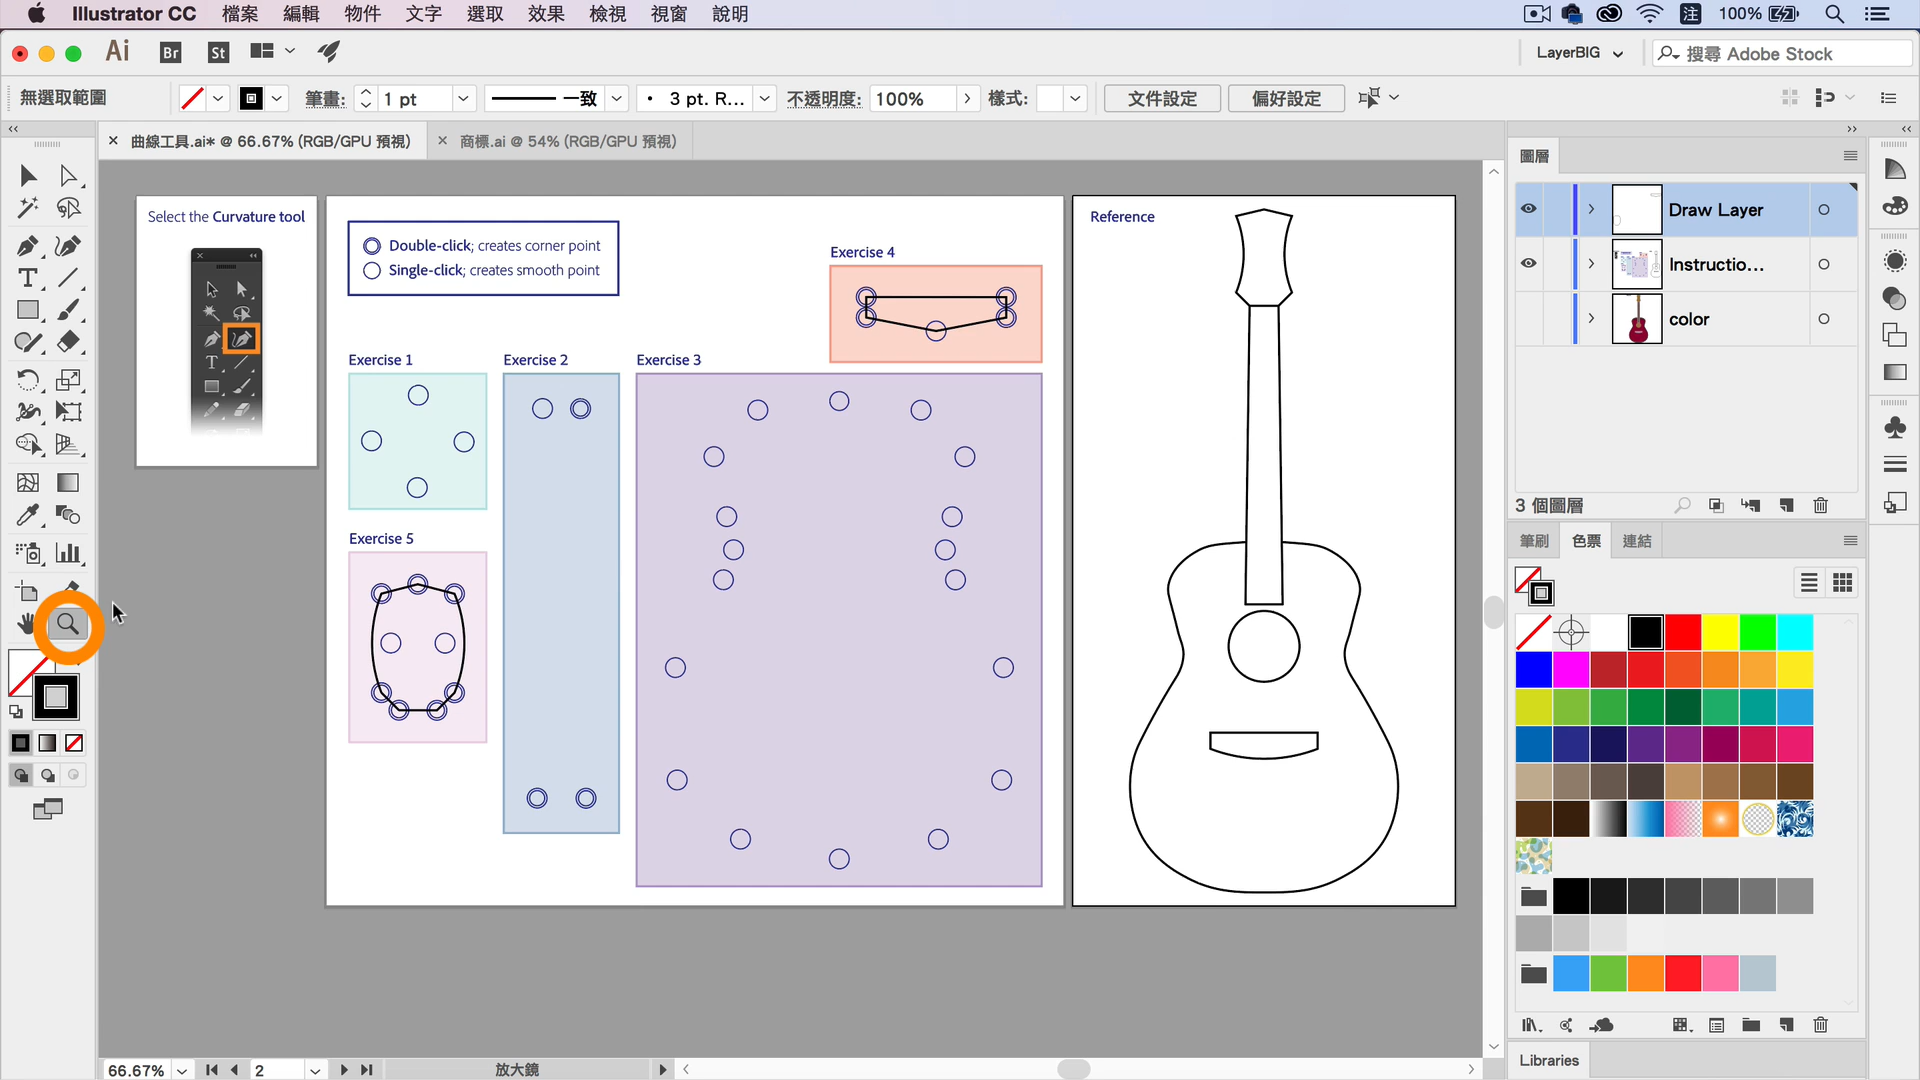 Illustrator CC 檔案 編輯 物件 文字 選取 效果 檢視 視窗 說明 注 100%
Ai Br St LayerBIG 搜尋 Adobe Stock
無選取範圍 筆畫: 1 pt 一致 3 pt. R... 不透明度: 100% 樣式: 文件設定 偏好設定
曲線工具.ai* @ 66.67% (RGB/GPU 預視) 商標.ai @ 54% (RGB/GPU 預視)
圖層
Draw Layer
Instructio...
color
3 個圖層
Select the Curvature tool
Double-click; creates corner point
Single-click; creates smooth point
Exercise 4
Exercise 1
Exercise 2
Exercise 3
Exercise 5
Reference
筆刷 色票 連結
Libraries
66.67% 2 放大鏡